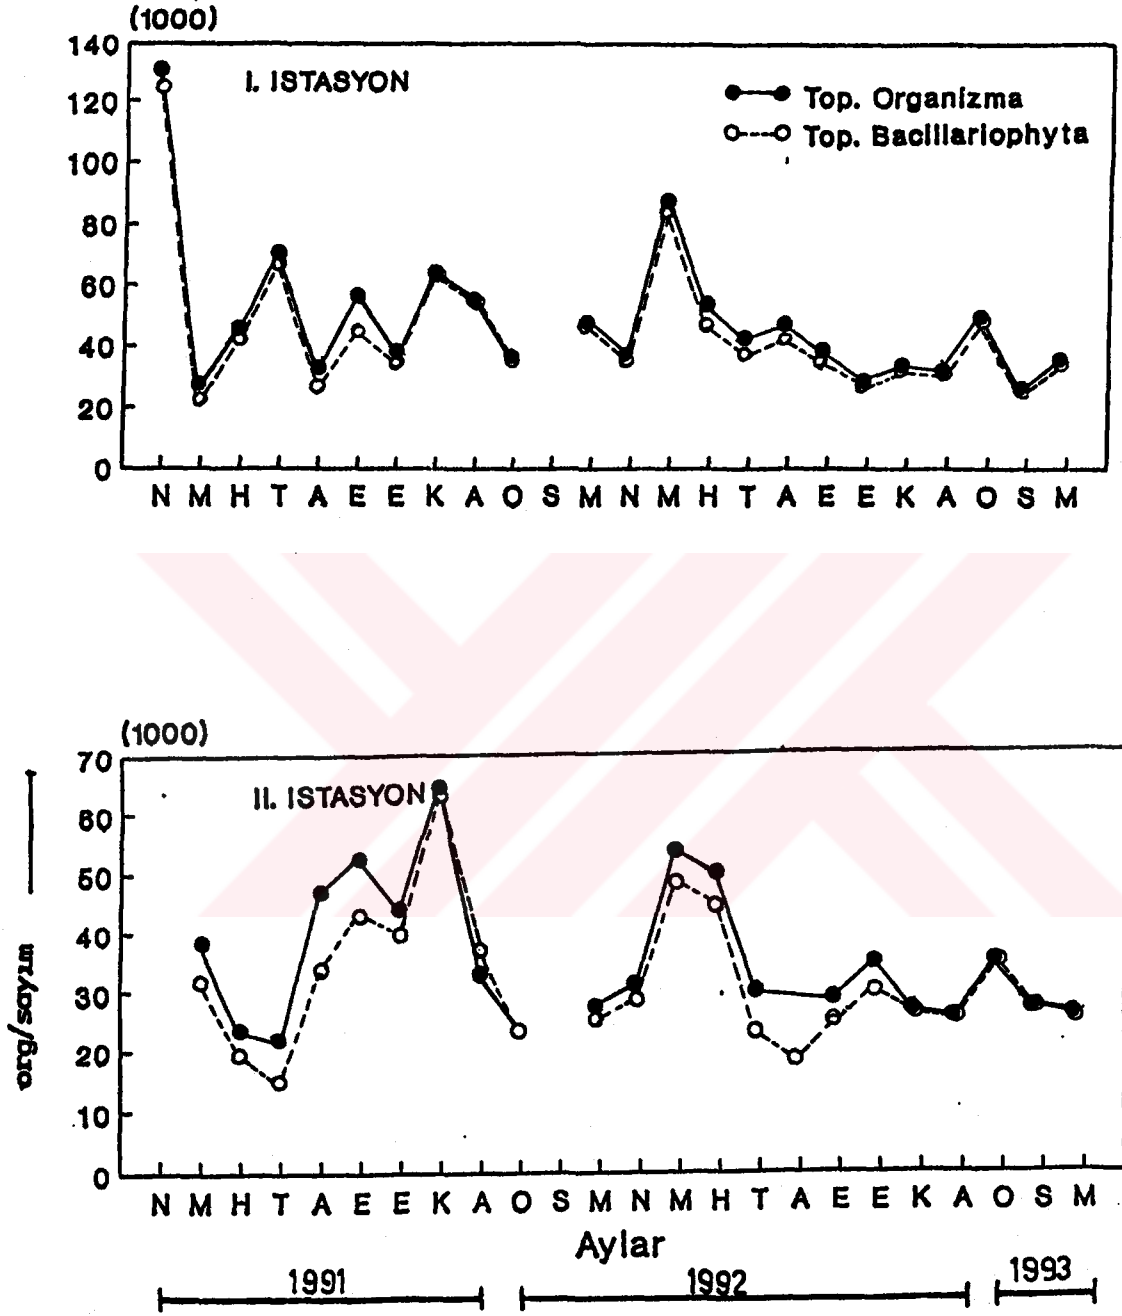 (1000)
140
120
100
80
60
40
20
0
I. ISTASYON
Top. Organizma
Top. Bacillariophyta
N M H T A E E K A O S M N M H T A E E K A O S M
(1000)
70
60
50
40
30
20
10
0
II. ISTASYON
org/sayım
N M H T A E E K A O S M N M H T A E E K A O S M
Aylar
1991 1992 1993